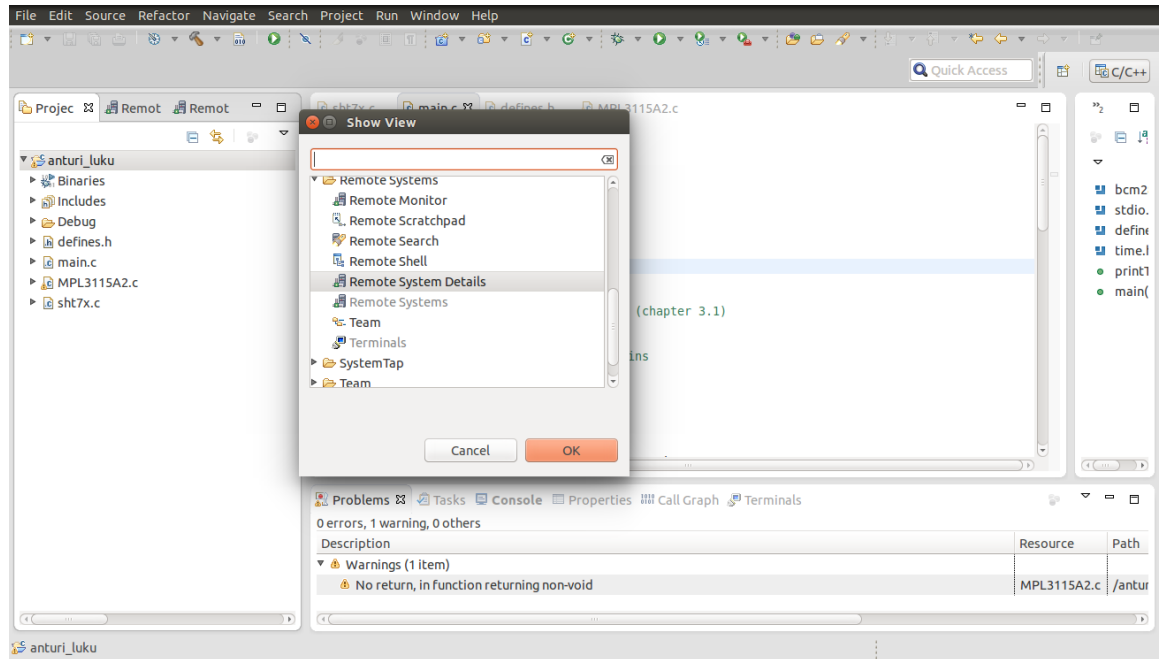 File Edit Source Refactor Navigate Search Project Run Window Help
Quick Access
C/C++
Projec Remot Remot
sht7x.c main.c defines.h MPL3115A2.c
2
Show View
anturi_luku
Binaries
Includes
Debug
defines.h
main.c
MPL3115A2.c
sht7x.c
Remote Systems
Remote Monitor
Remote Scratchpad
Remote Search
Remote Shell
Remote System Details
Remote Systems
Team
Terminals
SystemTap
Team
Cancel OK
(chapter 3.1)
ins
bcm2
stdio.
define
time.
print
main(
Problems Tasks Console Properties Call Graph Terminals
0 errors, 1 warning, 0 others
Description Resource Path
Warnings (1 item)
No return, in function returning non-void MPL3115A2.c /antur
anturi_luku